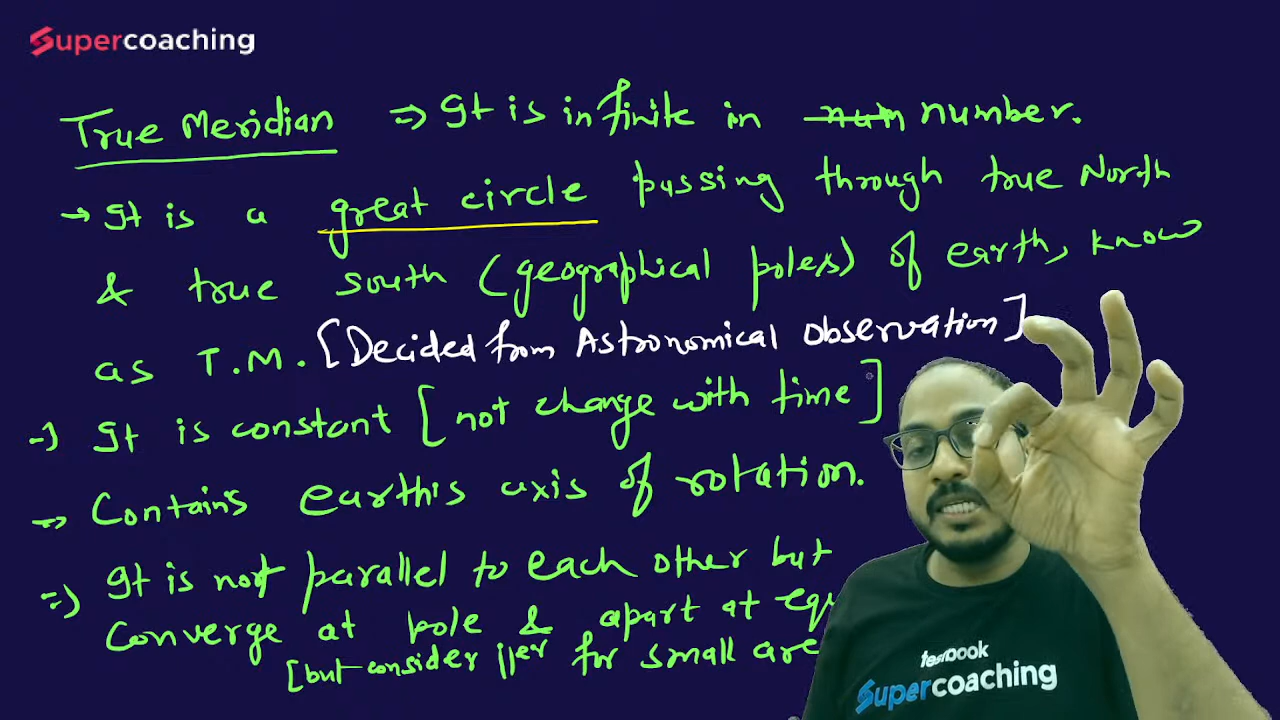 Supercoaching
True Meridian => It is infinite in num number.
→ It is a great circle passing through true North
& true south (geographical poles) of earth, know
as T.M. [Decided from Astronomical Observation]
→ It is constant [not change with time]
=> Contains earth's axis of rotation.
=> It is not parallel to each other but
Converge at pole & apart at equ
[but consider ||er for small are
testbook
Supercoaching